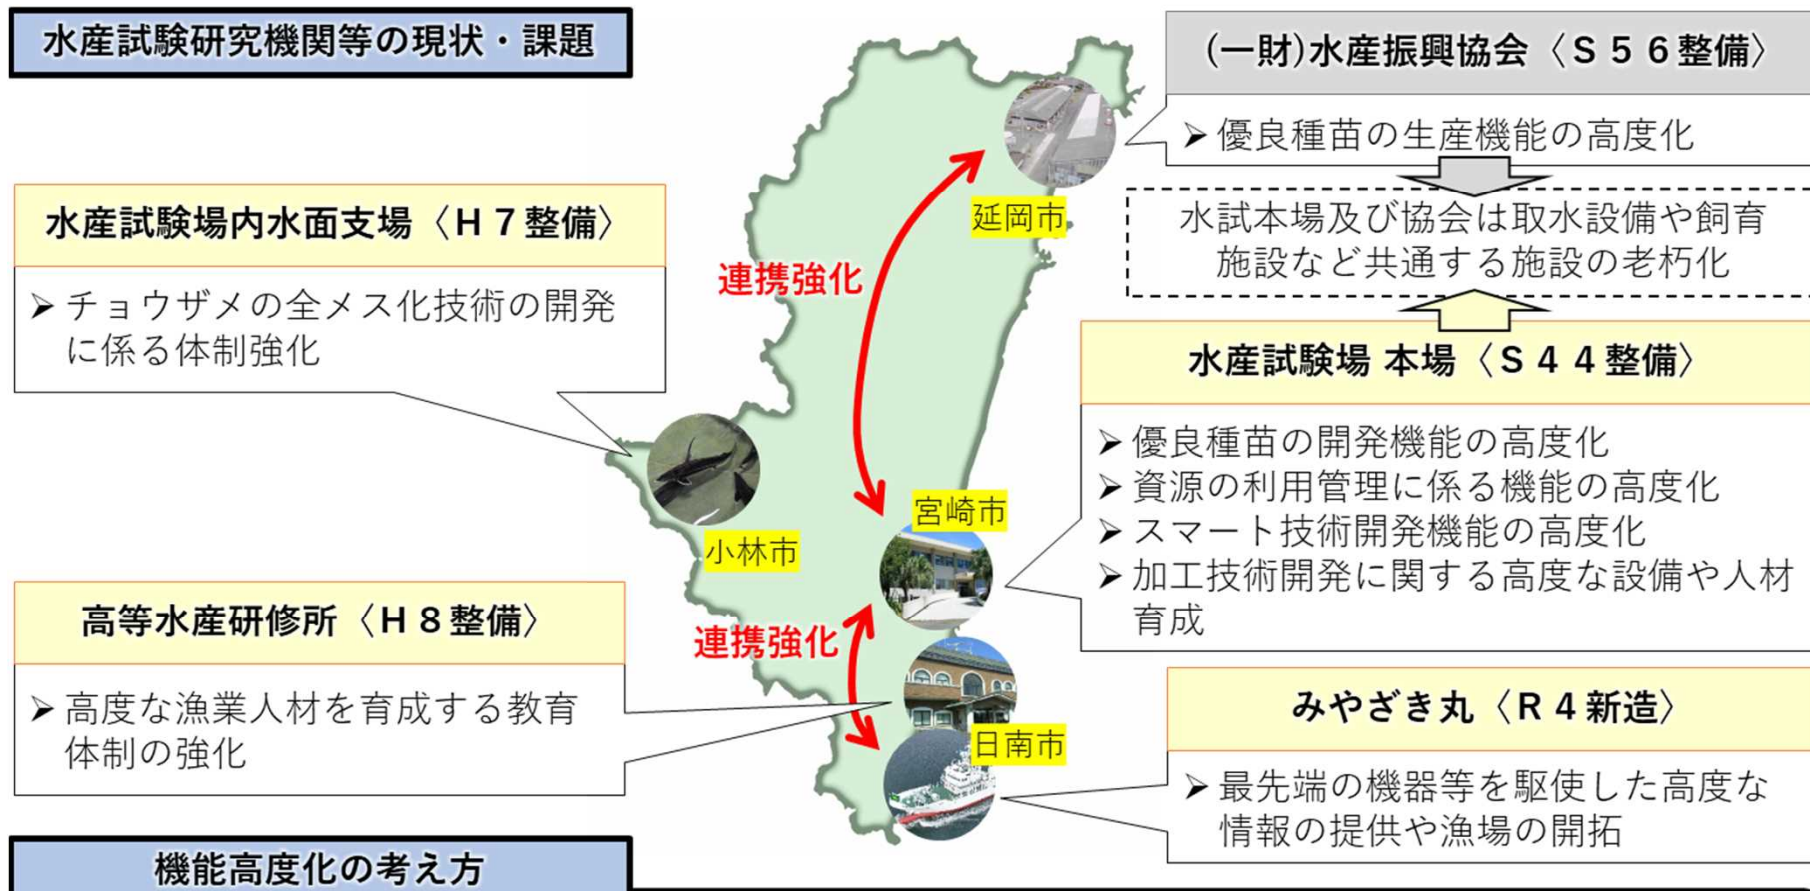 水産試験研究機関等の現状・課題
(一財)水産振興協会〈S56整備〉
➢ 優良種苗の生産機能の高度化
水試本場及び協会は取水設備や飼育
施設など共通する施設の老朽化
水産試験場内水面支場〈H7整備〉
➢ チョウザメの全メス化技術の開発
に係る体制強化
延岡市
連携強化
水産試験場 本場〈S44整備〉
➢ 優良種苗の開発機能の高度化
➢ 資源の利用管理に係る機能の高度化
➢ スマート技術開発機能の高度化
➢ 加工技術開発に関する高度な設備や人材
育成
宮崎市
小林市
高等水産研修所〈H8整備〉
➢ 高度な漁業人材を育成する教育
体制の強化
連携強化
日南市
みやざき丸〈R4新造〉
➢ 最先端の機器等を駆使した高度な
情報の提供や漁場の開拓
機能高度化の考え方